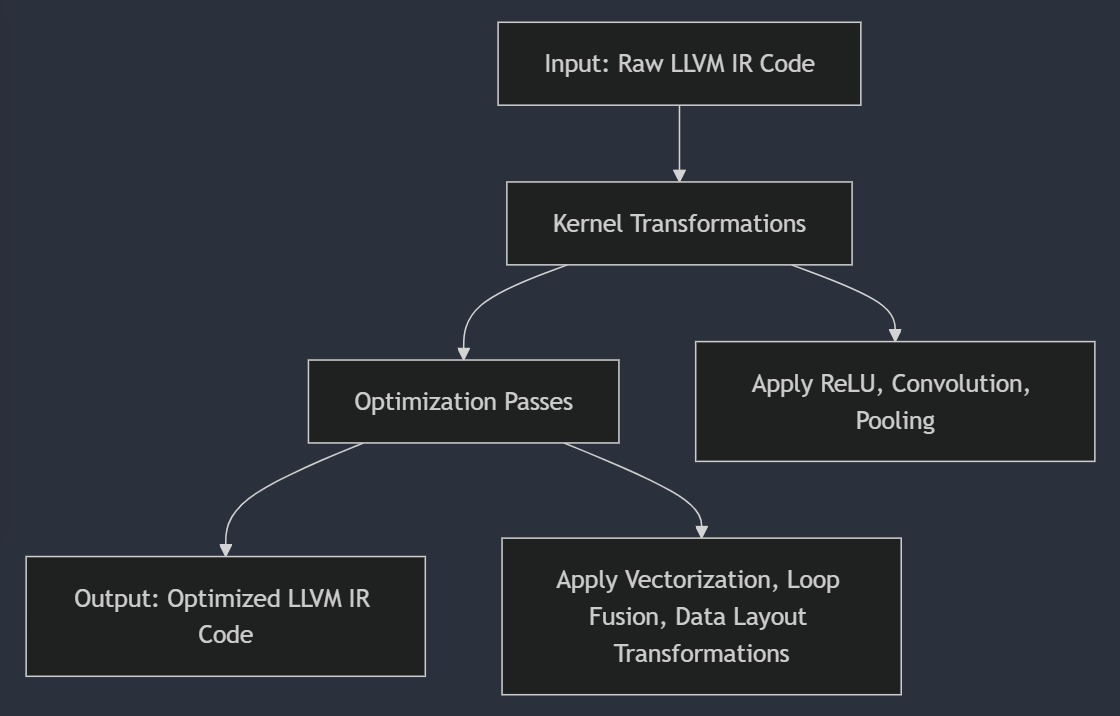 Input: Raw LLVM IR Code
Kernel Transformations
Optimization Passes
Apply ReLU, Convolution,
Pooling
Output: Optimized LLVM IR
Code
Apply Vectorization, Loop
Fusion, Data Layout
Transformations